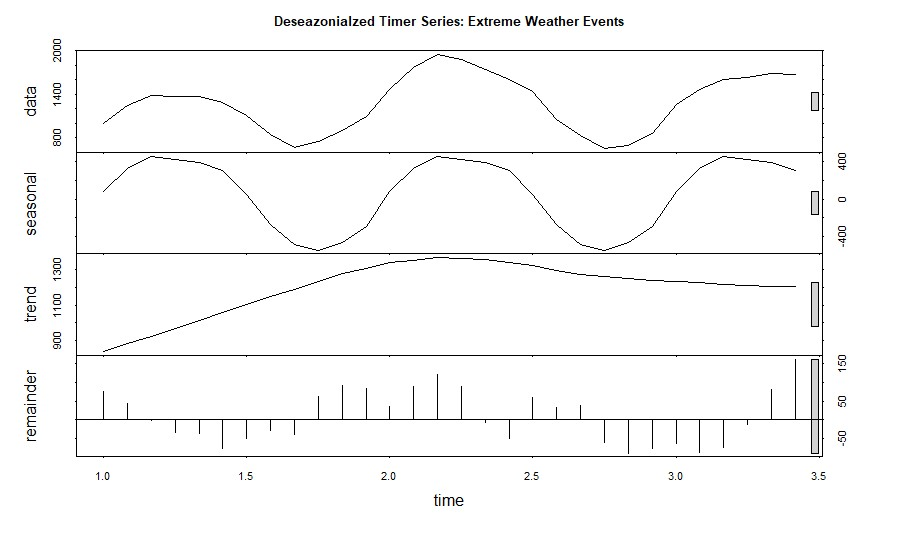 Deseazonialzed Timer Series: Extreme Weather Events
data
800 1400 2000
seasonal
-400 0 400
trend
900 1100 1300
remainder
-50 50 150
1.0 1.5 2.0 2.5 3.0 3.5
time